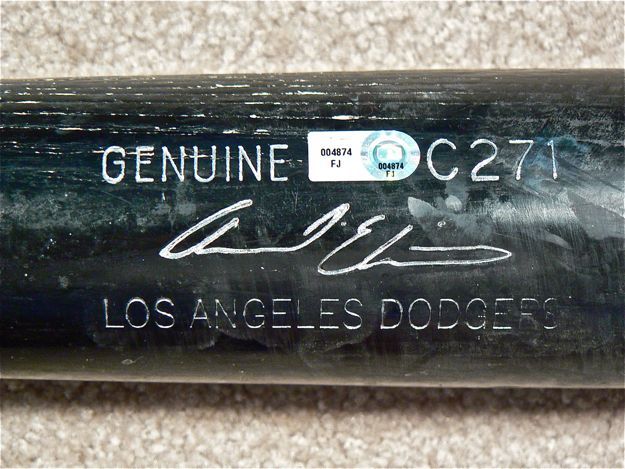 GENUINE 004874 FJ 004874 FJ C271
LOS ANGELES DODGERS